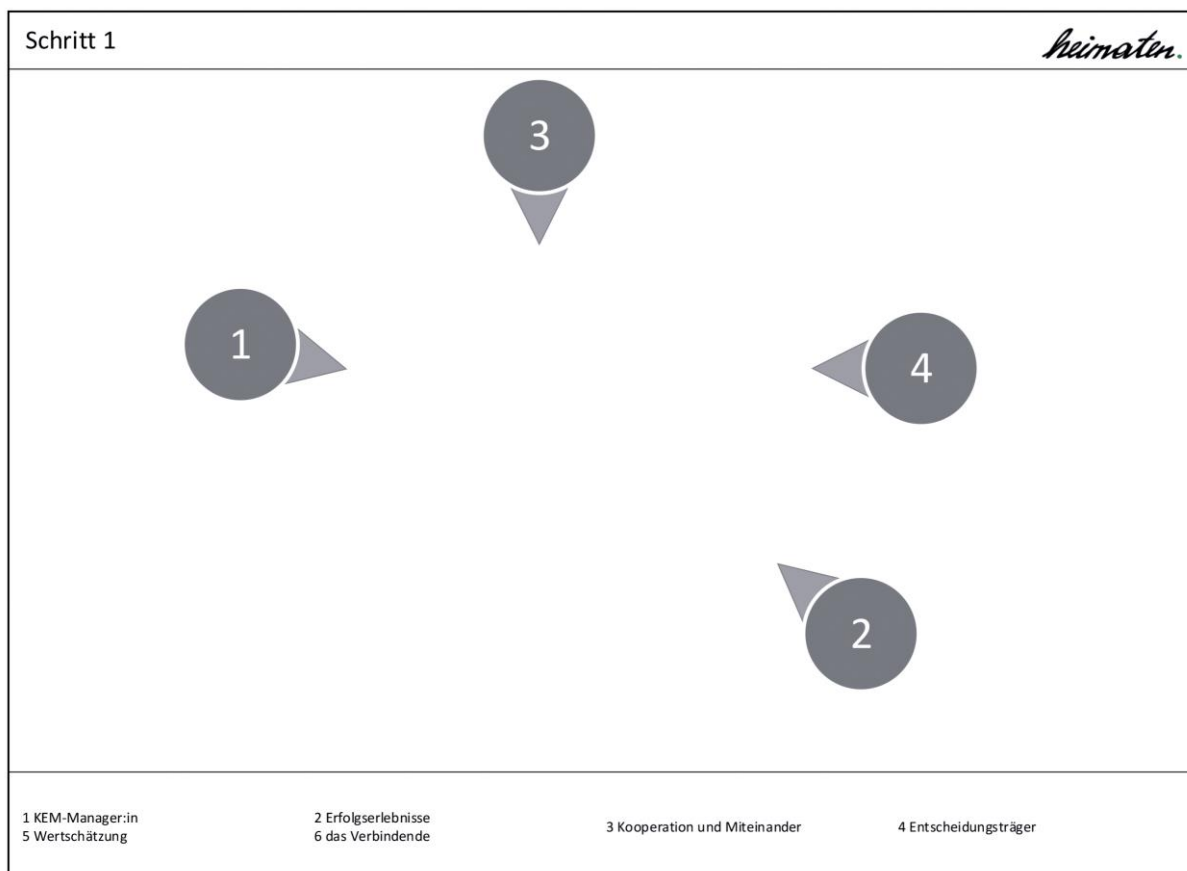 Schritt 1
heimaten.
3
1
4
2
1 KEM-Manager:in
5 Wertschätzung
2 Erfolgserlebnisse
6 das Verbindende
3 Kooperation und Miteinander
4 Entscheidungsträger